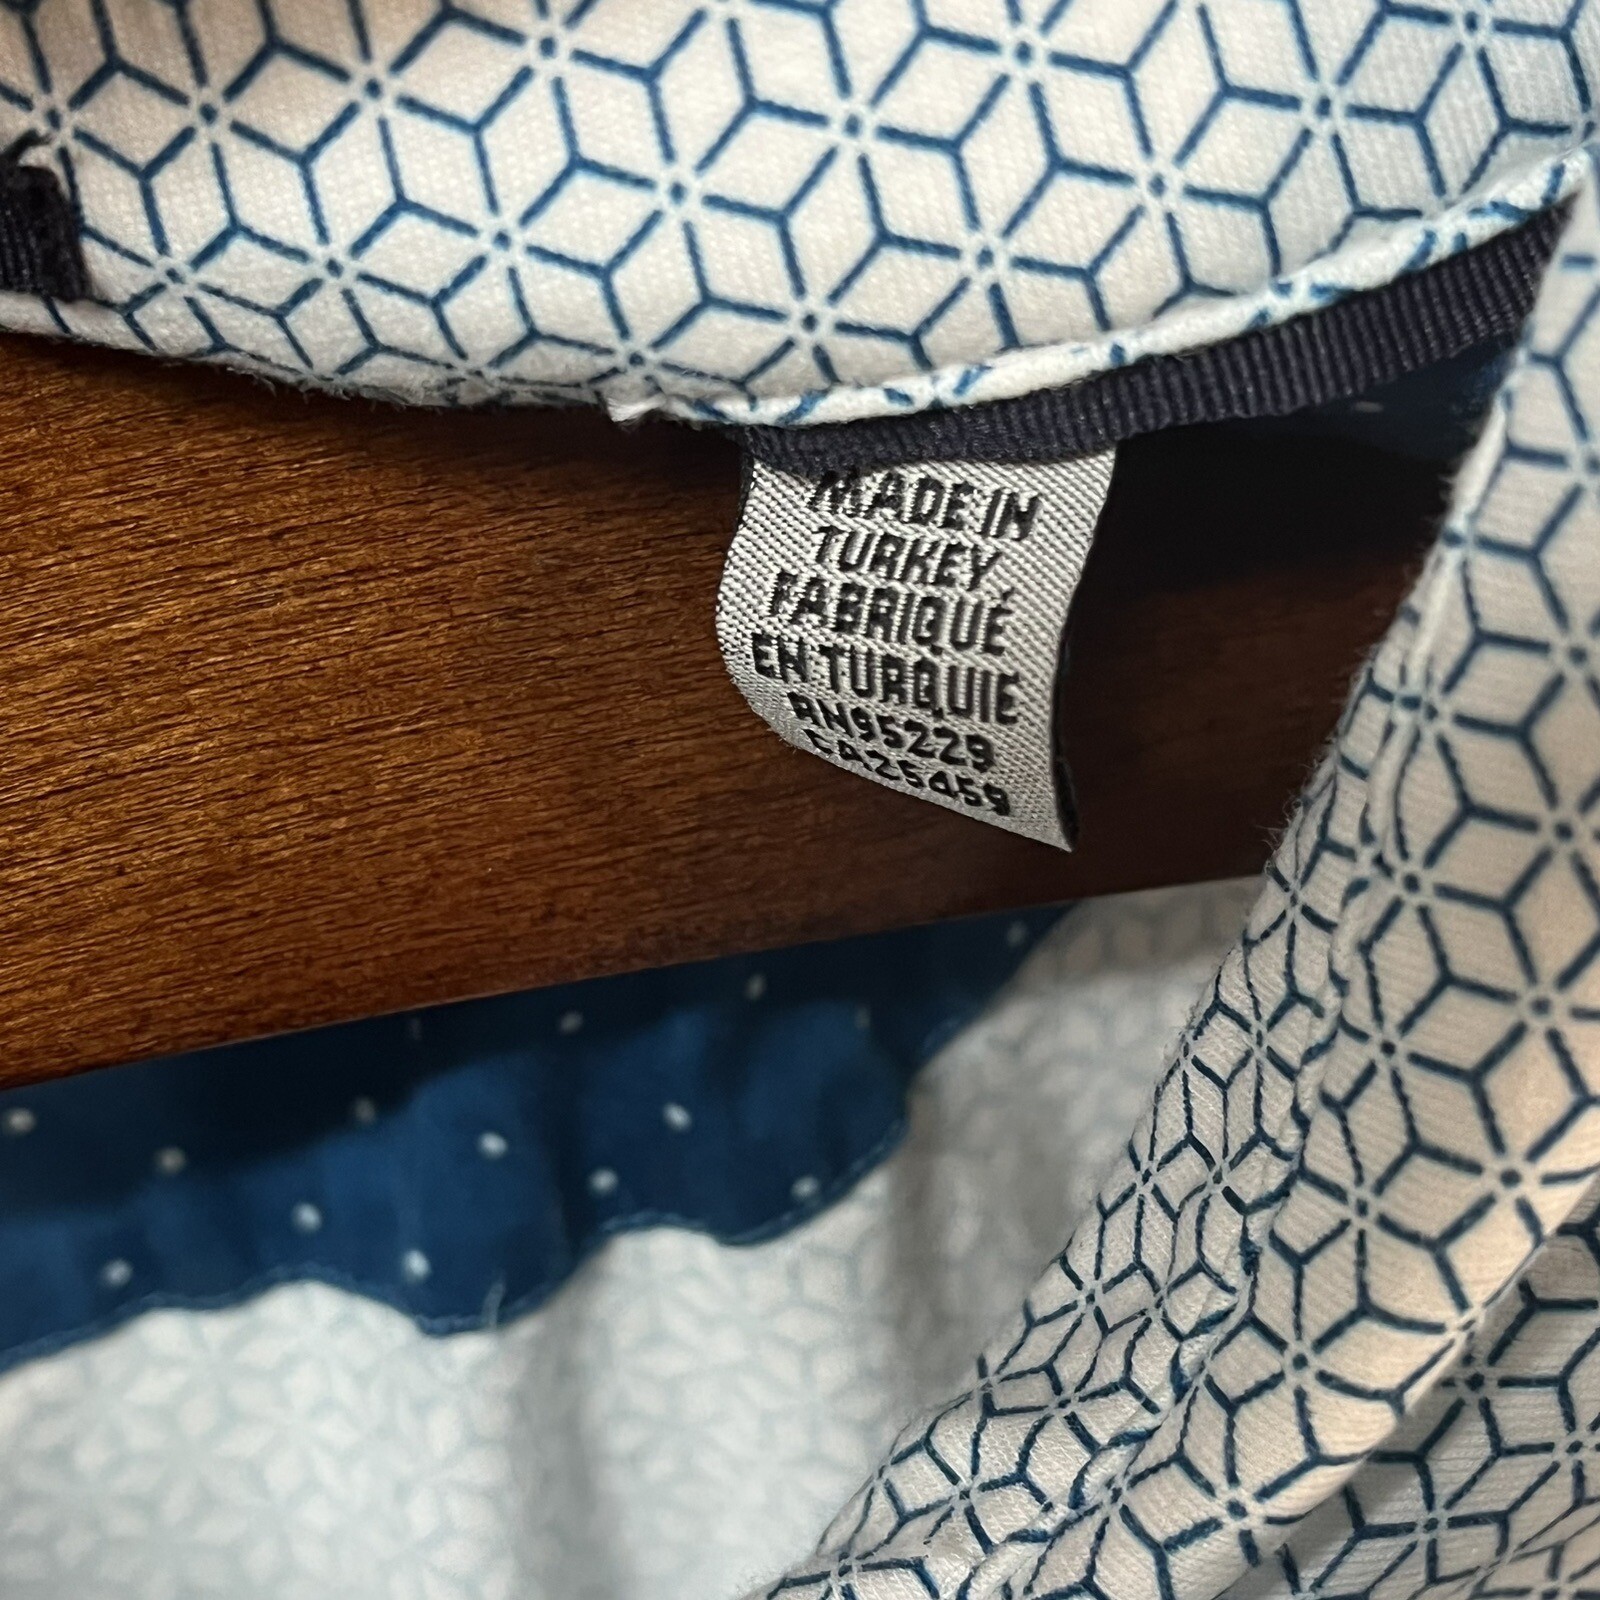 MADE IN
TURKEY
FABRIQUÉ
EN TURQUIE
RN95229
CA25459